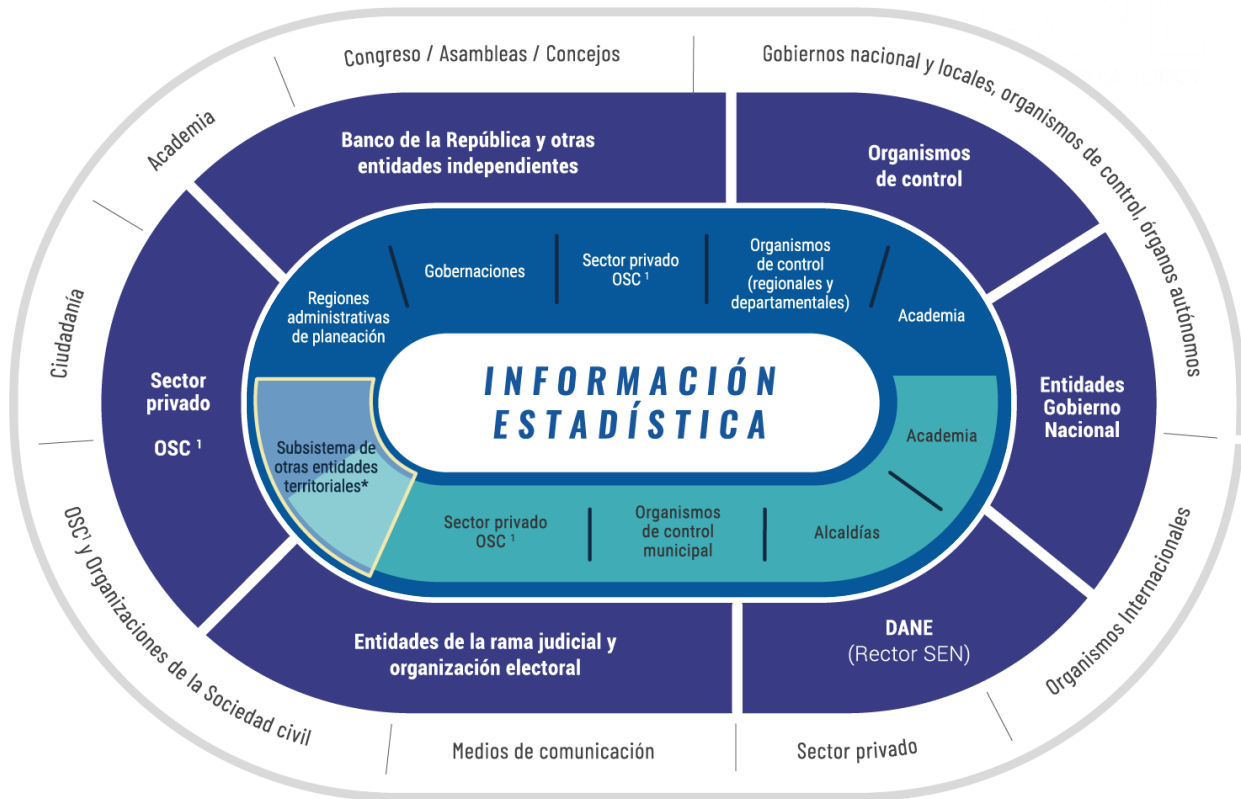 Congreso / Asambleas / Concejos
Gobiernos nacional y locales, organismos de control, órganos autónomos
Academia
Banco de la República y otras
entidades independientes
Organismos
de control
Gobernaciones
Sector privado
OSC ¹
Organismos
de control
(regionales y
departamentales)
Regiones
administrativas
de planeación
Academia
Ciudadanía
Sector
privado
OSC ¹
INFORMACIÓN
ESTADÍSTICA
Entidades
Gobierno
Nacional
Subsistema de
otras entidades
territoriales*
Academia
Sector privado
OSC ¹
Organismos
de control
municipal
Alcaldías
OSC¹ y Organizaciones de la Sociedad civil
Entidades de la rama judicial y
organización electoral
DANE
(Rector SEN)
Organismos Internacionales
Medios de comunicación
Sector privado